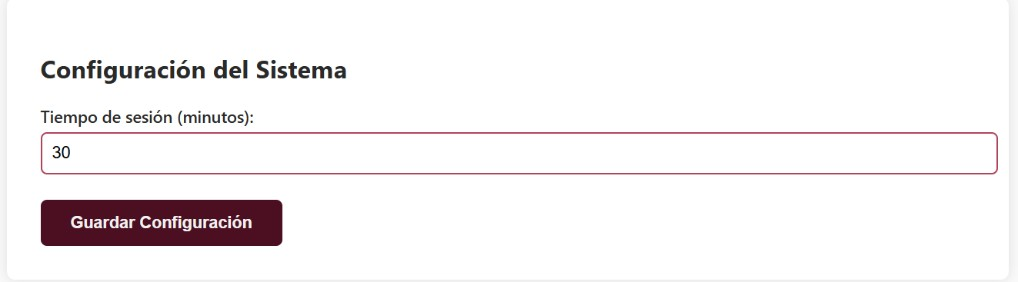 Configuración del Sistema
Tiempo de sesión (minutos):
30
Guardar Configuración